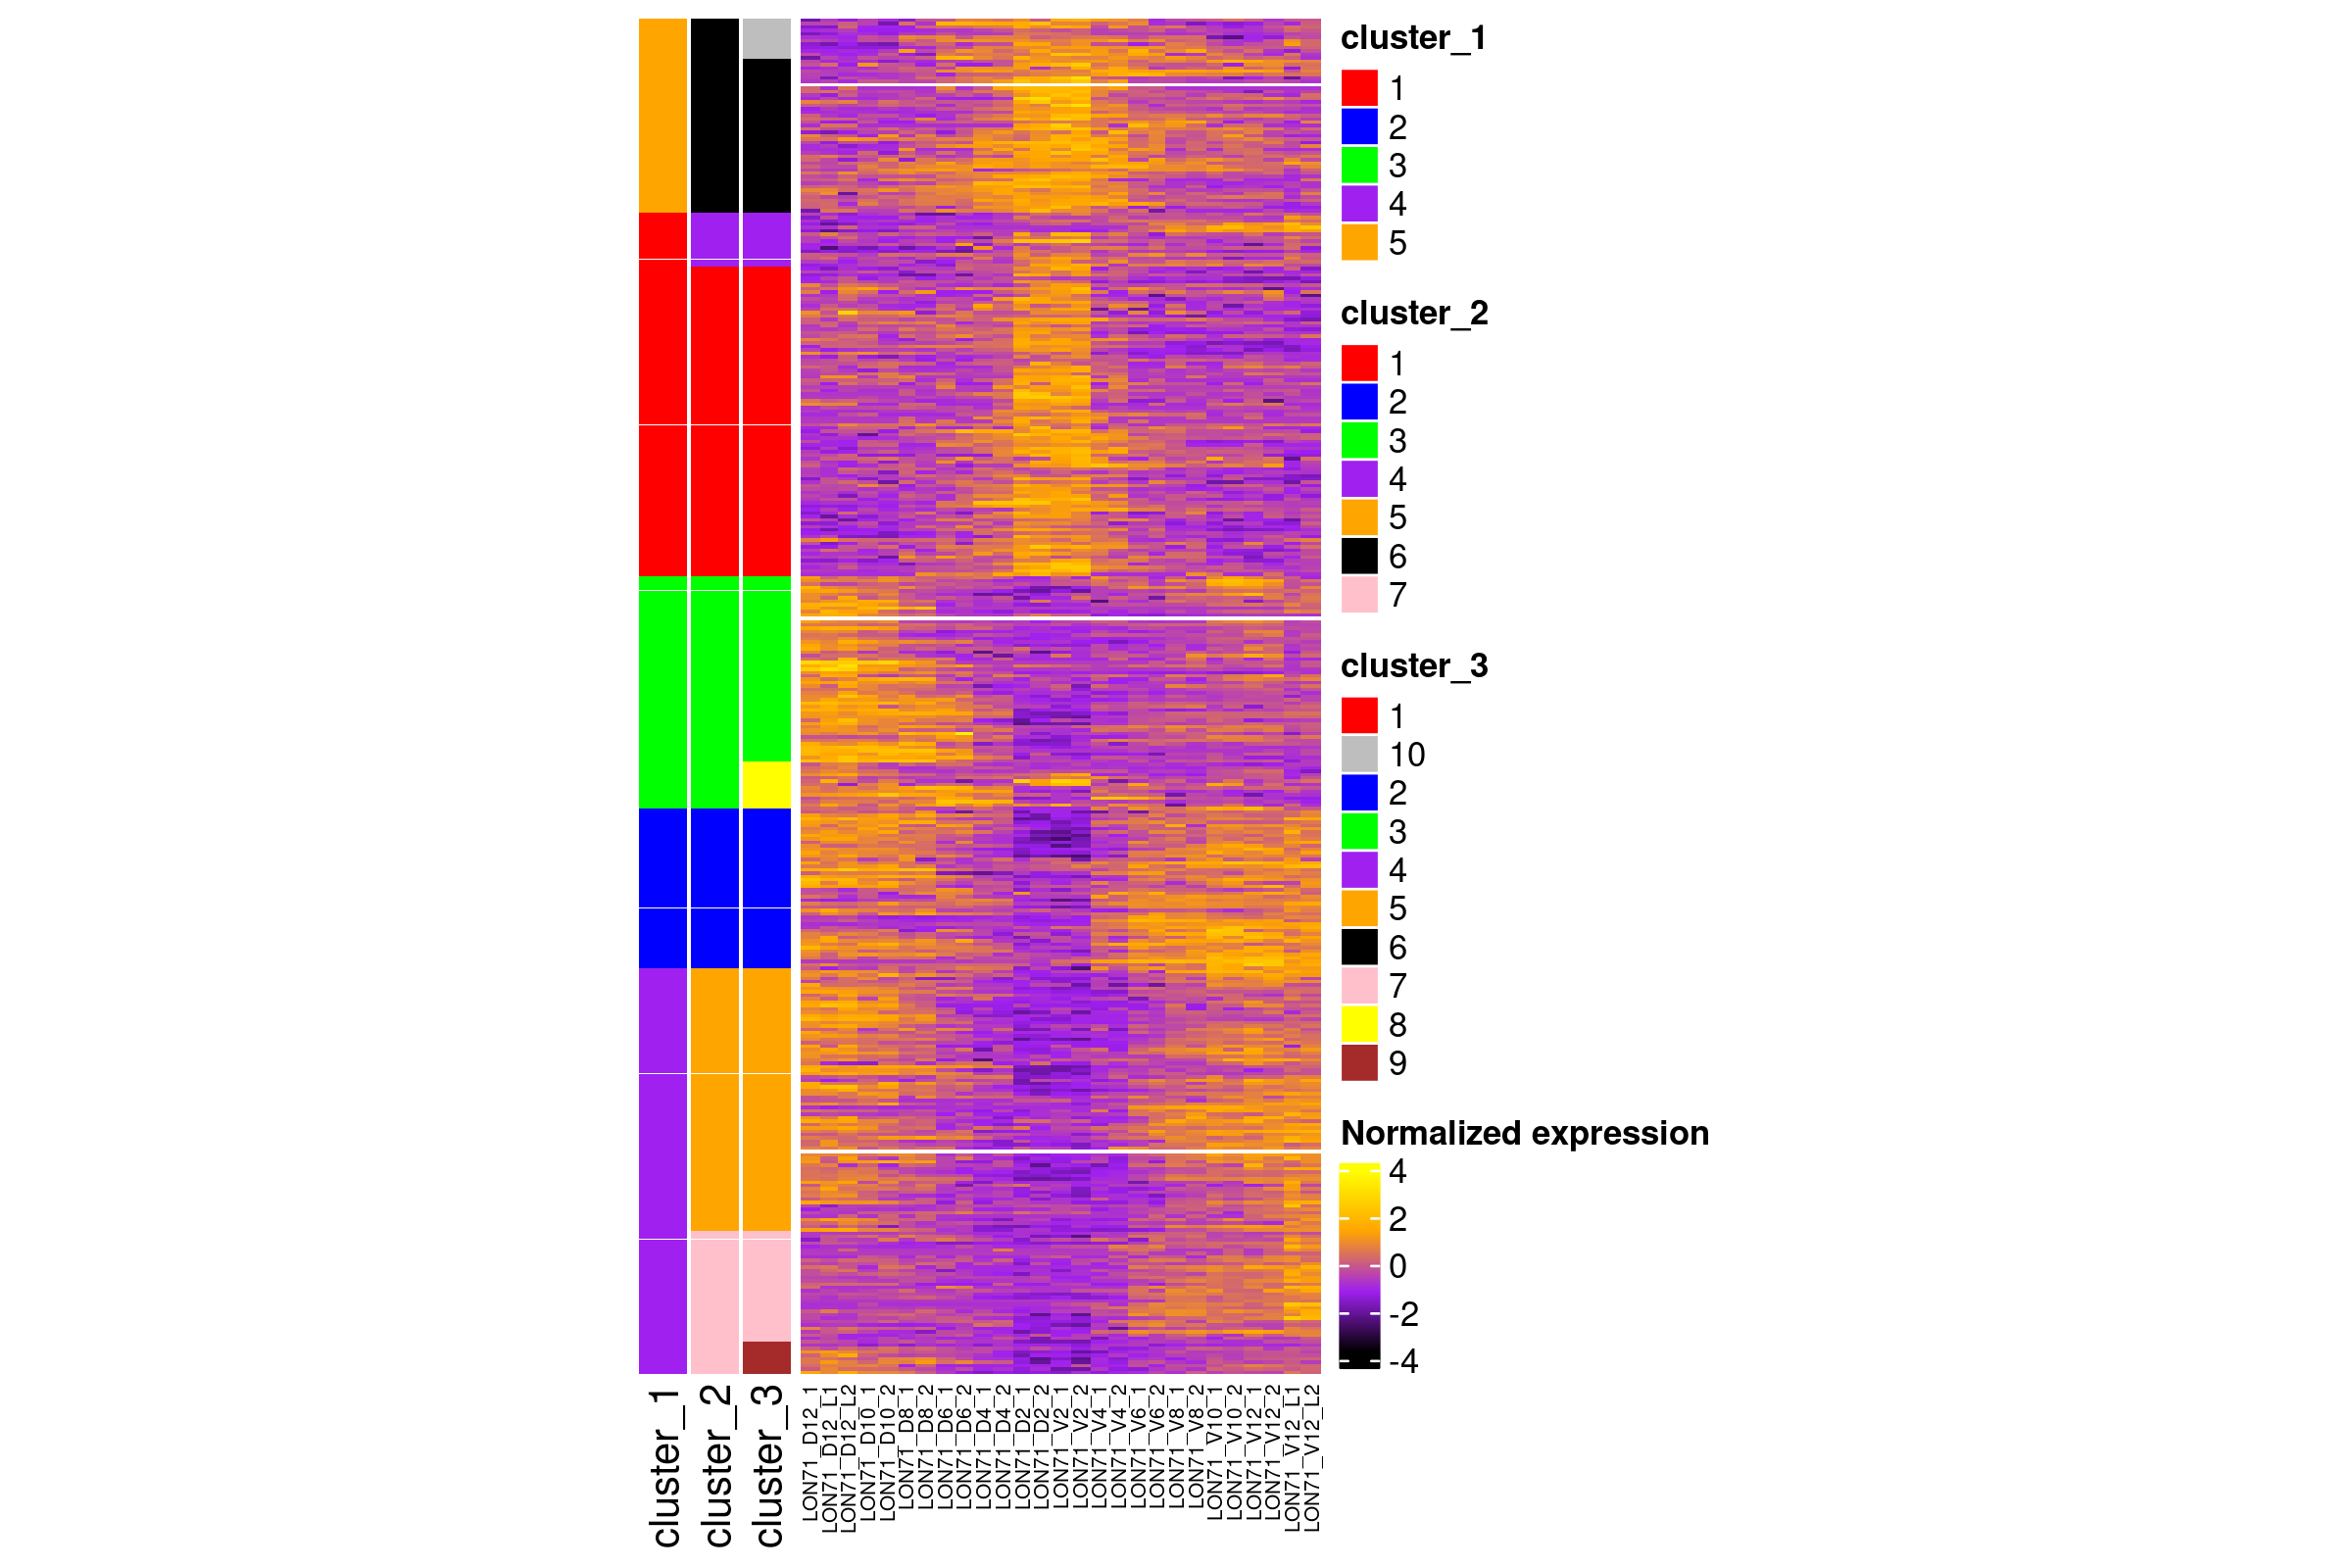 cluster_1
1
2
3
4
5
cluster_2
1
2
3
4
5
6
7
cluster_3
1
10
2
3
4
5
6
7
8
9
Normalized expression
4
2
0
-2
-4
cluster_1
cluster_2
cluster_3
LON71_D12_1
LON71_D12_L1
LON71_D12_L2
LON71_D10_1
LON71_D10_2
LON71_D8_1
LON71_D8_2
LON71_D6_1
LON71_D6_2
LON71_D4_1
LON71_D4_2
LON71_D2_1
LON71_D2_2
LON71_V2_1
LON71_V2_2
LON71_V4_1
LON71_V4_2
LON71_V6_1
LON71_V6_2
LON71_V8_1
LON71_V8_2
LON71_V10_1
LON71_V10_2
LON71_V12_1
LON71_V12_2
LON71_V12_L1
LON71_V12_L2